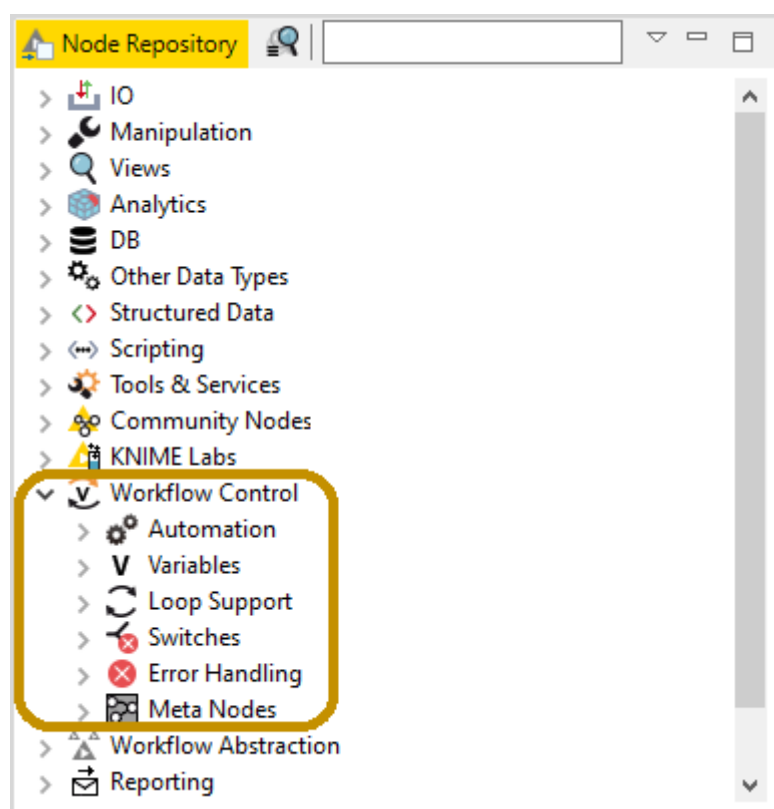 Node Repository
IO
Manipulation
Views
Analytics
DB
Other Data Types
Structured Data
Scripting
Tools & Services
Community Nodes
KNIME Labs
Workflow Control
Automation
V Variables
Loop Support
Switches
Error Handling
Meta Nodes
Workflow Abstraction
Reporting